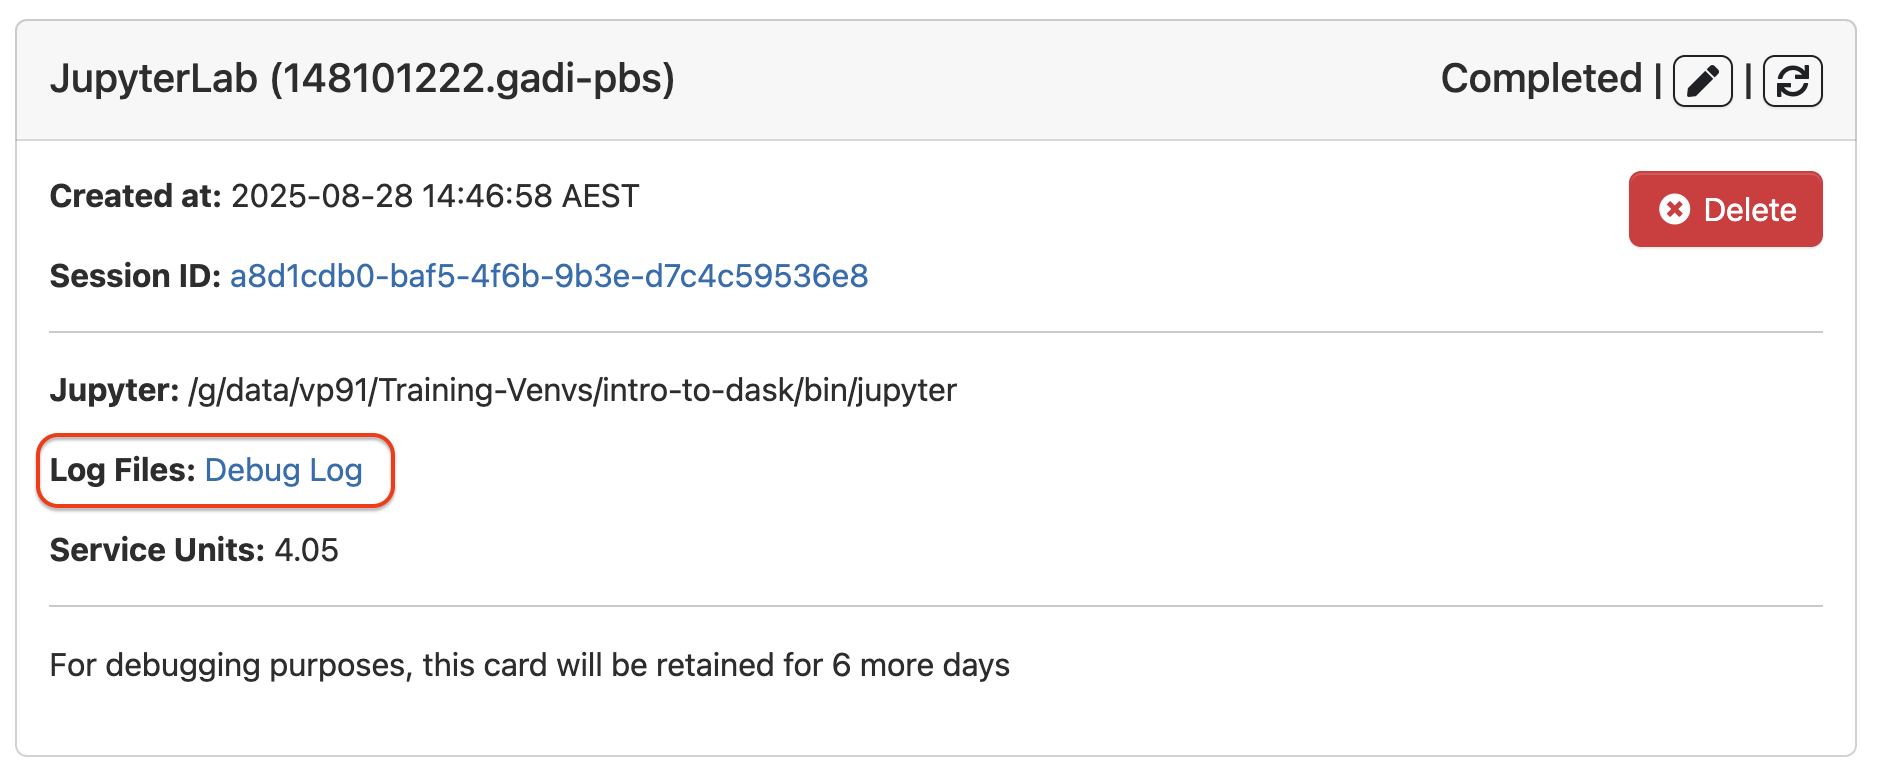 JupyterLab (148101222.gadi-pbs)
Completed | |
Created at: 2025-08-28 14:46:58 AEST
Delete
Session ID: a8d1cdb0-baf5-4f6b-9b3e-d7c4c59536e8
Jupyter: /g/data/vp91/Training-Venvs/intro-to-dask/bin/jupyter
Log Files: Debug Log
Service Units: 4.05
For debugging purposes, this card will be retained for 6 more days